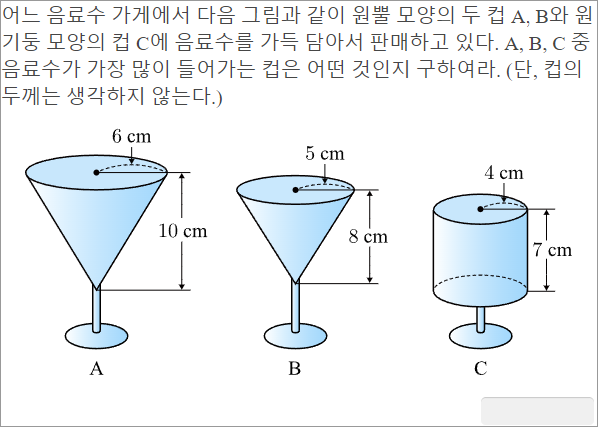 어느 음료수 가게에서 다음 그림과 같이 원뿔 모양의 두 컵 A, B와 원
기둥 모양의 컵 C에 음료수를 가득 담아서 판매하고 있다. A, B, C 중
음료수가 가장 많이 들어가는 컵은 어떤 것인지 구하여라. (단, 컵의
두께는 생각하지 않는다.)
6 cm
5 cm
4 cm
10 cm
8 cm
7 cm
A
B
C